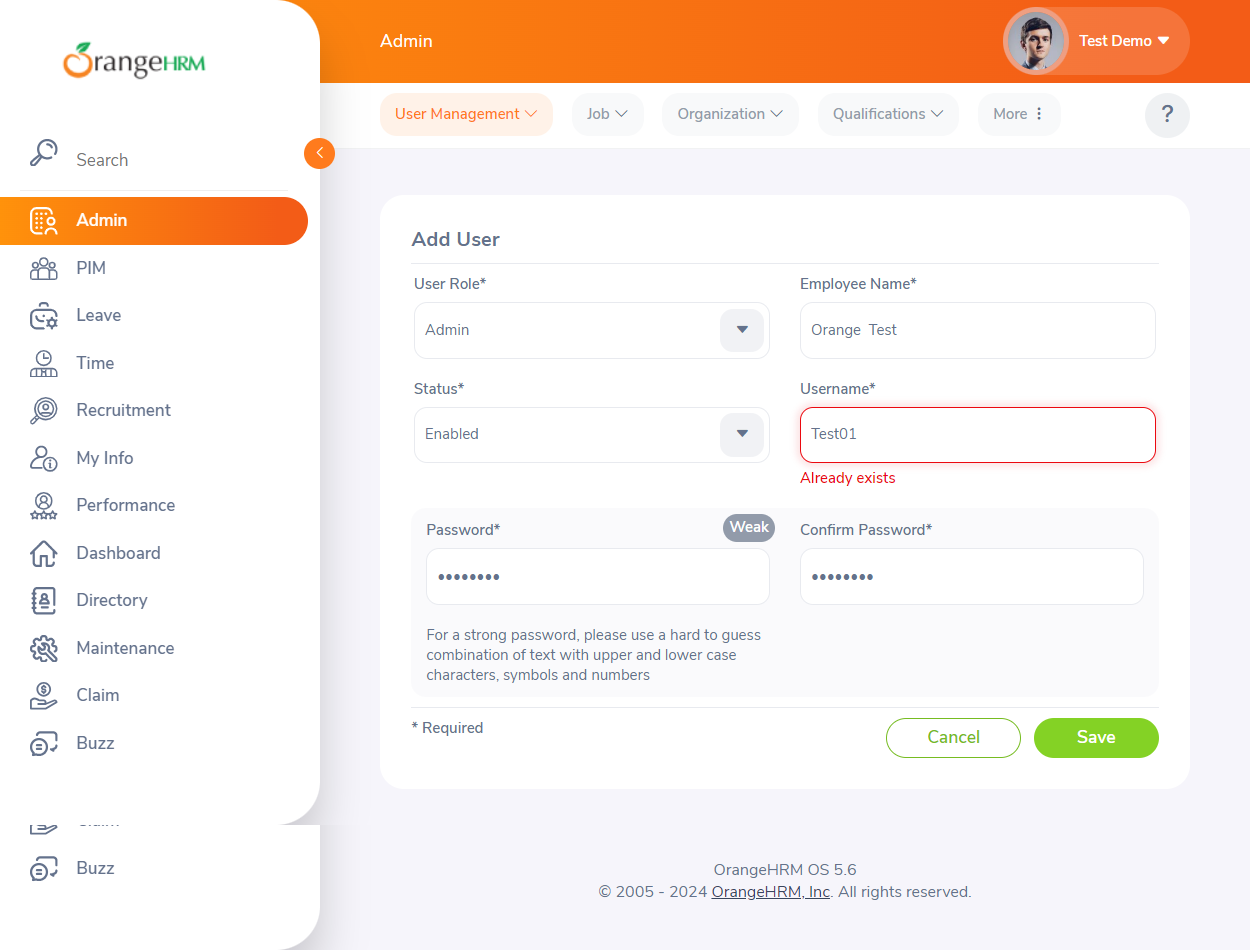 OrangeHRM
Search
Admin
PIM
Leave
Time
Recruitment
My Info
Performance
Dashboard
Directory
Maintenance
Claim
Buzz
Buzz
Admin
Test Demo
User Management
Job
Organization
Qualifications
More
?
Add User
User Role*
Employee Name*
Admin
Orange  Test
Status*
Username*
Enabled
Test01
Already exists
Password*
Weak
Confirm Password*
••••••••
••••••••
For a strong password, please use a hard to guess
combination of text with upper and lower case
characters, symbols and numbers
* Required
Cancel
Save
OrangeHRM OS 5.6
© 2005 - 2024 OrangeHRM, Inc. All rights reserved.